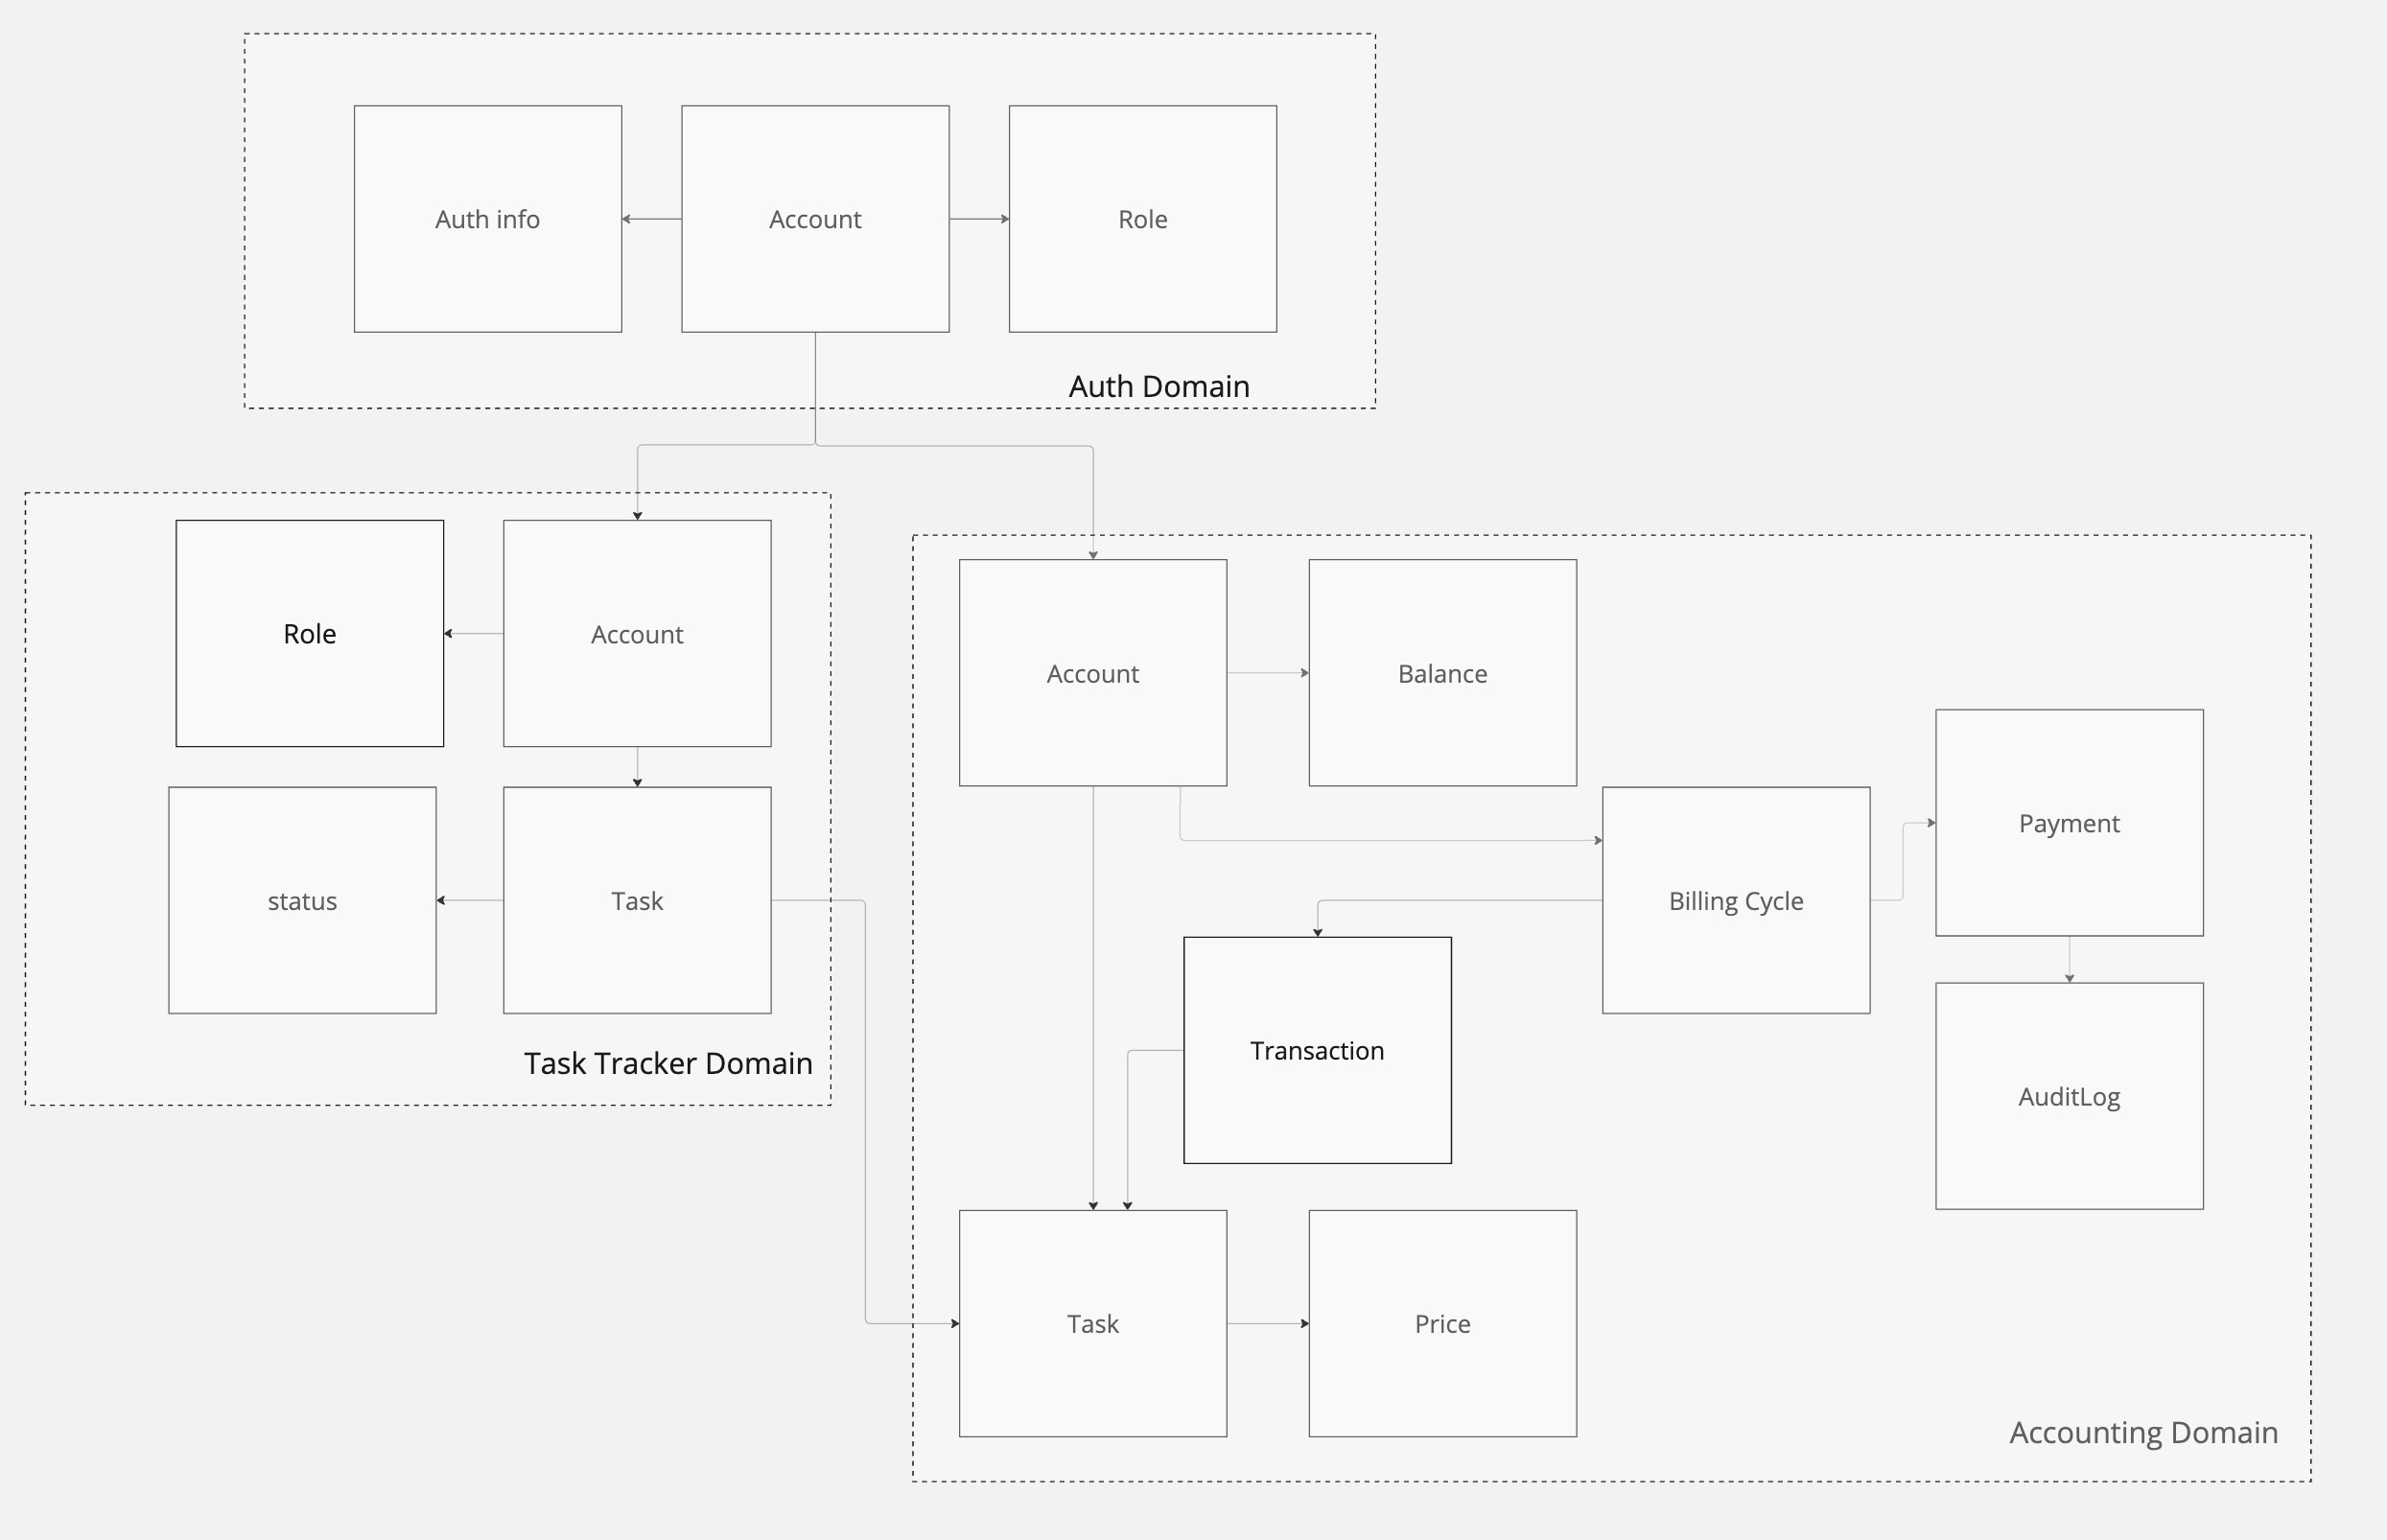 Auth info
Account
Role
Auth Domain
Role
Account
status
Task
Task Tracker Domain
Account
Balance
Billing Cycle
Payment
Transaction
AuditLog
Task
Price
Accounting Domain